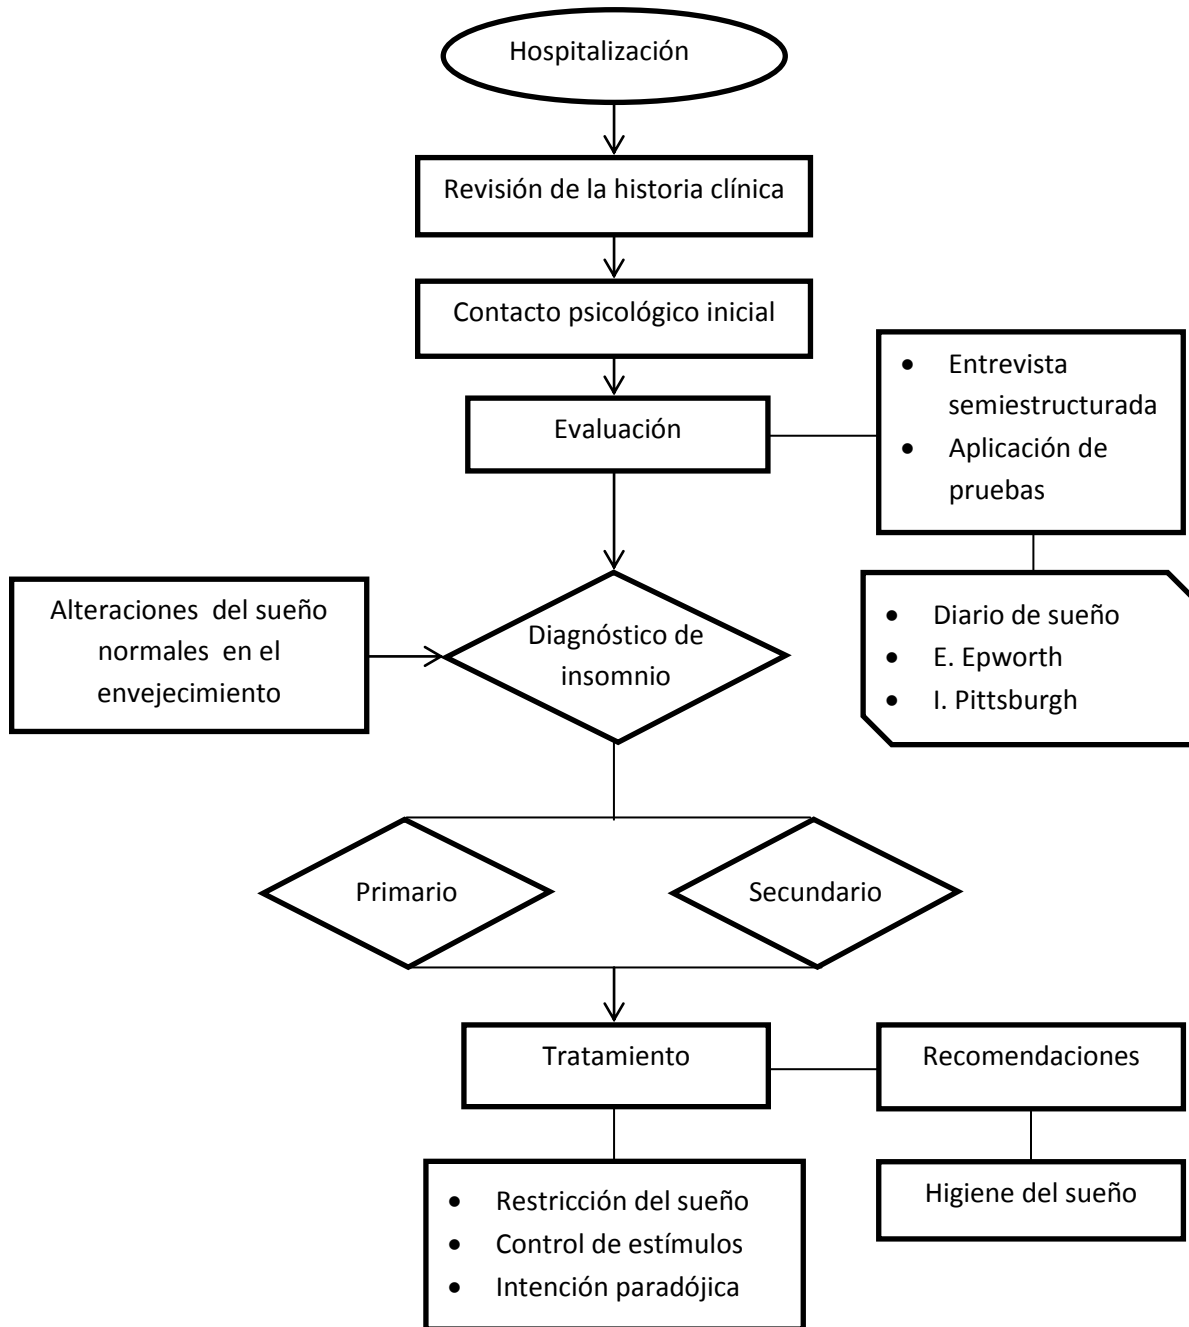 Hospitalización
Revisión de la historia clínica
Contacto psicológico inicial
Evaluación
• Entrevista
semiestructurada
• Aplicación de
pruebas
• Diario de sueño
• E. Epworth
• I. Pittsburgh
Alteraciones del sueño
normales en el
envejecimiento
Diagnóstico de
insomnio
Primario
Secundario
Tratamiento
Recomendaciones
Higiene del sueño
• Restricción del sueño
• Control de estímulos
• Intención paradójica